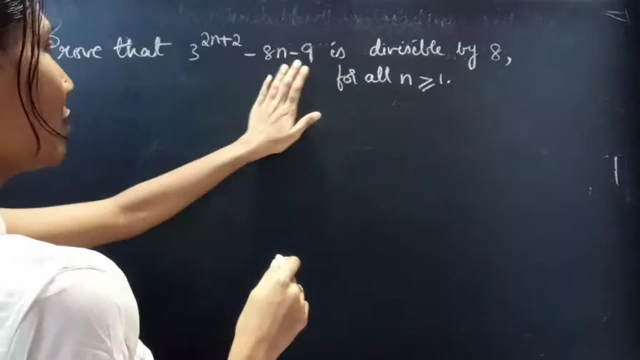 Prove that 3^{2n+2} - 8n - 9 is divisible by 8,
for all n ⩾ 1.